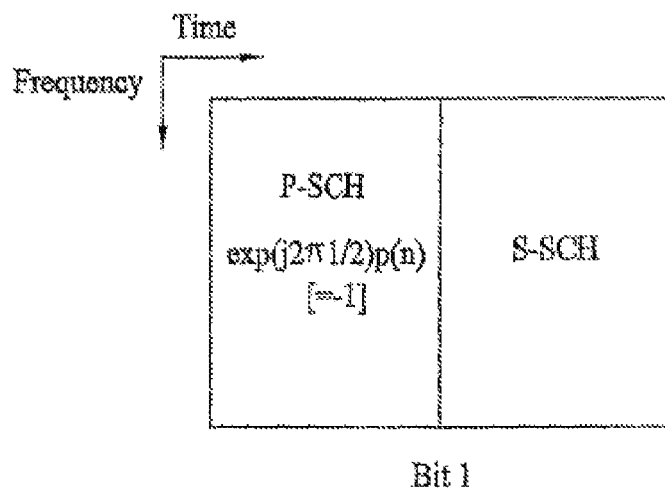 Time
Frequency
P-SCH
exp(j2π1/2)p(n)
[=-1]
S-SCH
Bit 1